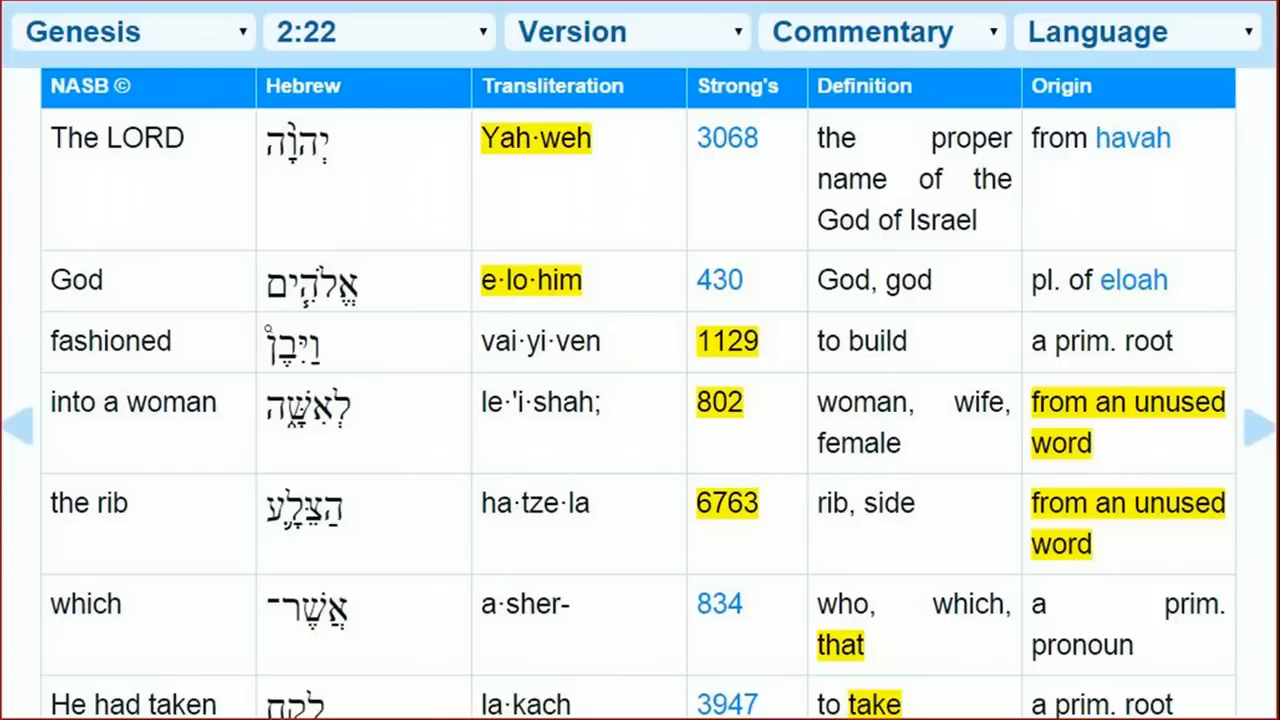 Genesis 2:22 Version Commentary Language
NASB © Hebrew Transliteration Strong's Definition Origin
The LORD יְהוָ֨ה Yah·weh 3068 the proper from havah
name of the
God of Israel
God אֱלֹהִ֧ים e·lo·him 430 God, god pl. of eloah
fashioned וַיִּבֶן֩ vai·yi·ven 1129 to build a prim. root
into a woman לְאִשָּׁ֑ה le·'i·shah; 802 woman, wife, from an unused
female word
the rib הַצֵּלָ֛ע ha·tze·la 6763 rib, side from an unused
word
which אֲשֶׁר־ a·sher- 834 who, which, a prim.
that pronoun
He had taken לָקַ֥ח la·kach 3947 to take a prim. root